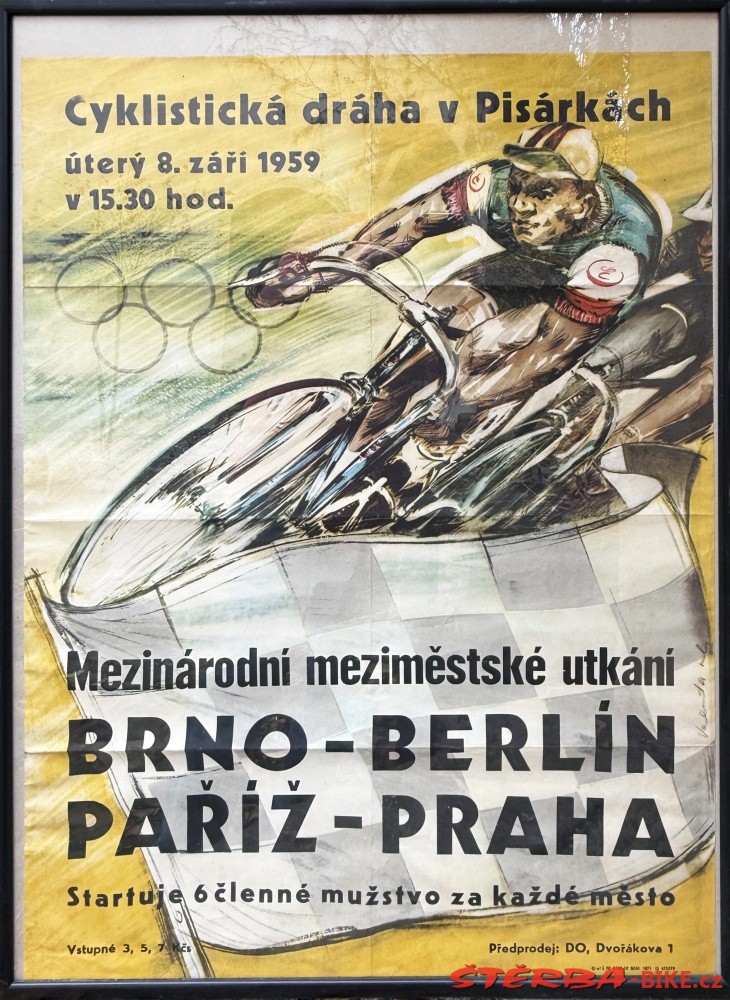 Cyklistická dráha v Pisárkách
úterý 8. září 1959
v 15.30 hod.
Mezinárodní meziměstské utkání
BRNO-BERLÍN
PAŘÍŽ-PRAHA
Startuje 6členné mužstvo za každé město
Vstupné 3, 5, 7 Kčs
Předprodej: DO, Dvořákova 1
ŠTĚRBA-BIKE.cz